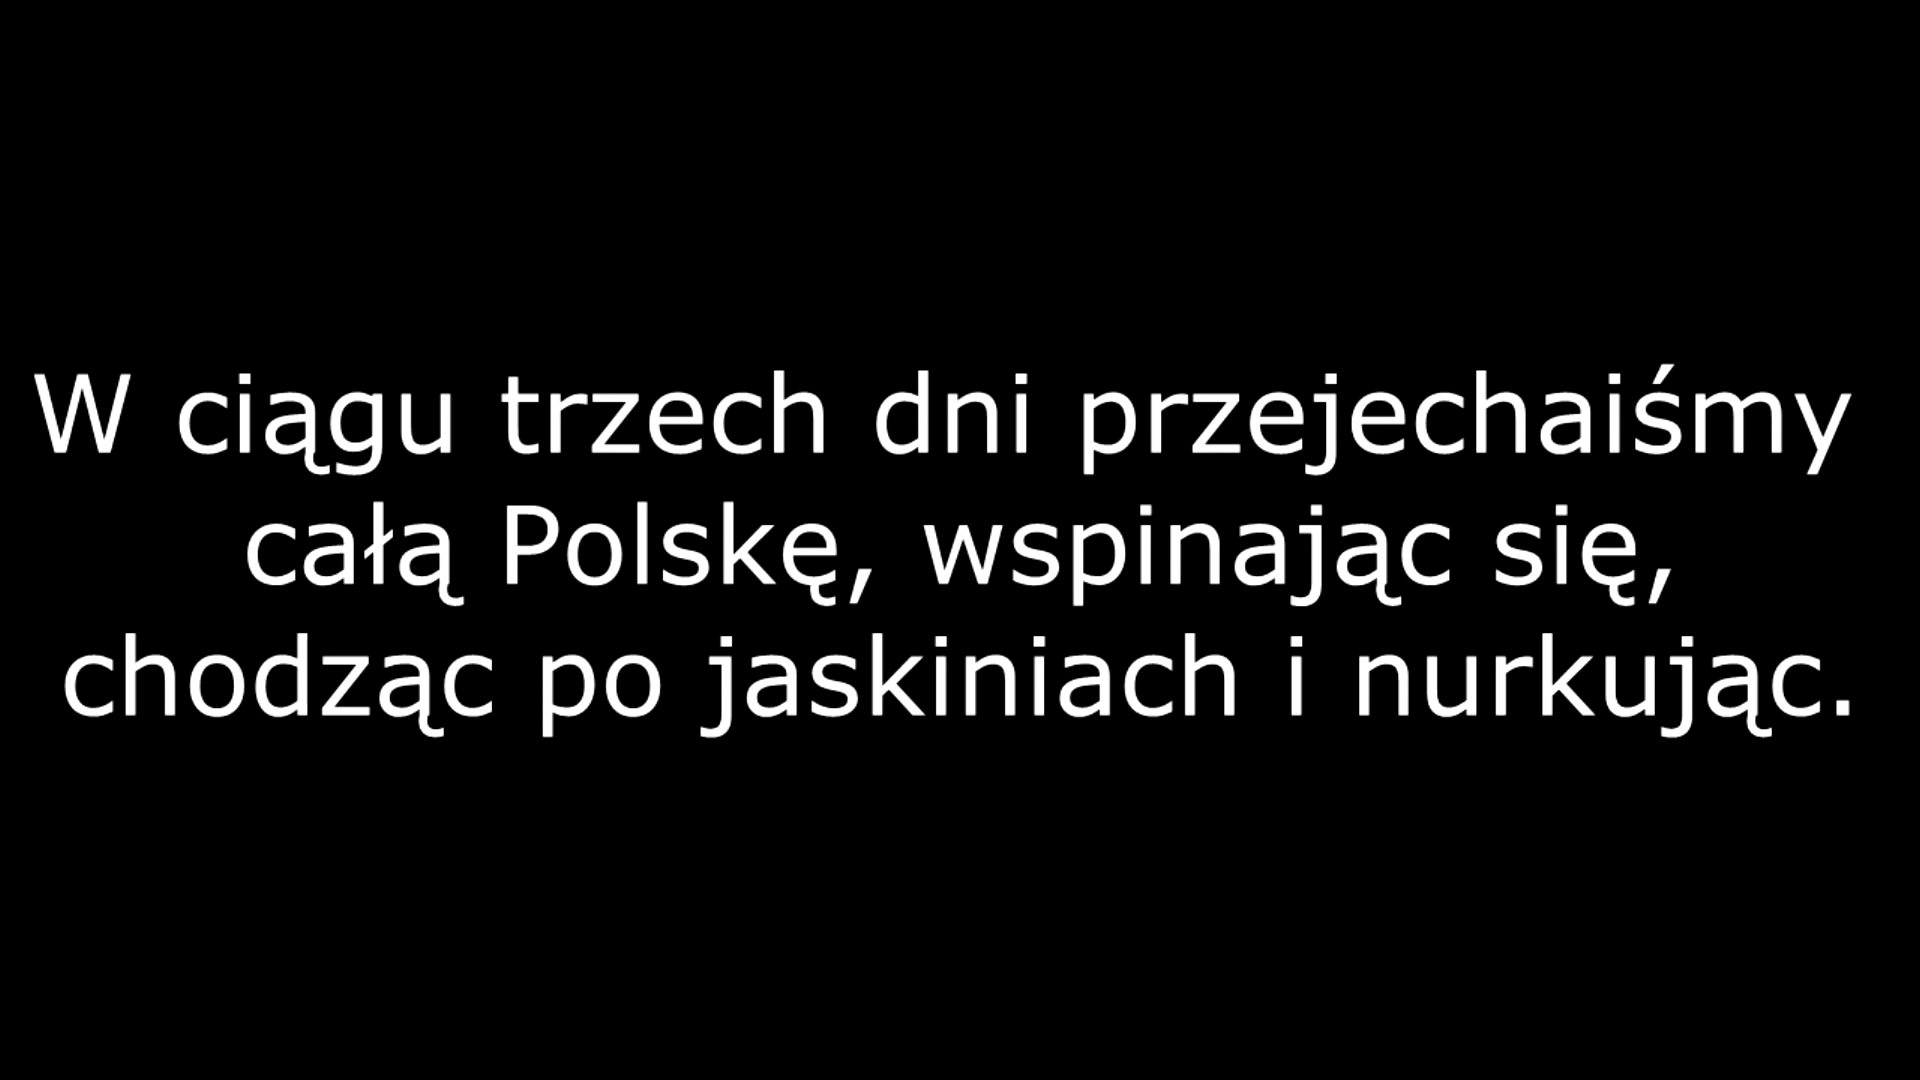 W ciągu trzech dni przejechaiśmy
całą Polskę, wspinając się,
chodząc po jaskiniach i nurkując.